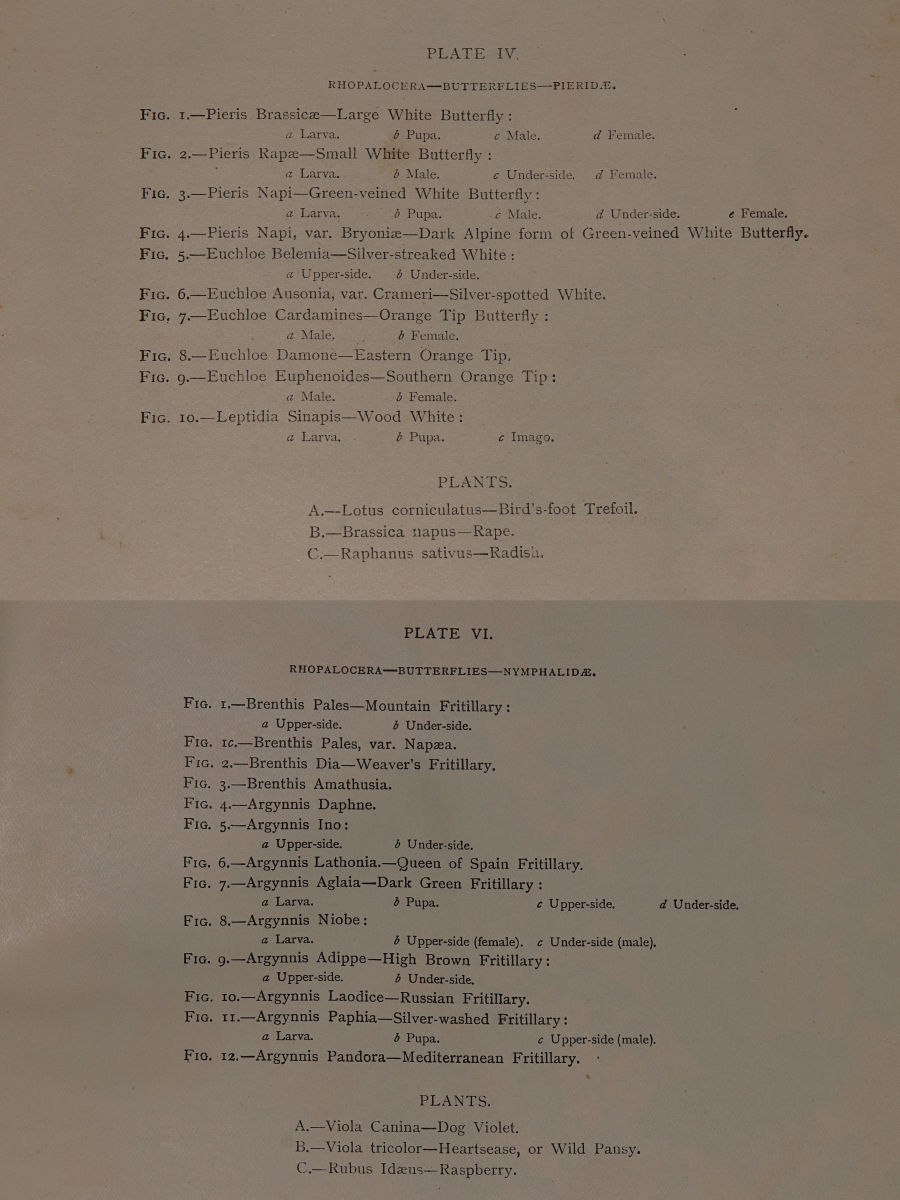 PLATE IV.
RHOPALOCERA—BUTTERFLIES—PIERIDÆ.
Fig. 1.—Pieris Brassicæ—Large White Butterfly:
a Larva. b Pupa. c Male. d Female.
Fig. 2.—Pieris Rapæ—Small White Butterfly:
a Larva. b Male. c Under-side. d Female.
Fig. 3.—Pieris Napi—Green-veined White Butterfly:
a Larva. b Pupa. c Male. d Under-side. e Female.
Fig. 4.—Pieris Napi, var. Bryoniæ—Dark Alpine form of Green-veined White Butterfly.
Fig. 5.—Euchloe Belemia—Silver-streaked White:
a Upper-side. b Under-side.
Fig. 6.—Euchloe Ausonia, var. Crameri—Silver-spotted White.
Fig. 7.—Euchloe Cardamines—Orange Tip Butterfly:
a Male. b Female.
Fig. 8.—Euchloe Damone—Eastern Orange Tip.
Fig. 9.—Euchloe Euphenoides—Southern Orange Tip:
a Male. b Female.
Fig. 10.—Leptidia Sinapis—Wood White:
a Larva. b Pupa. c Imago.
PLANTS.
A.—Lotus corniculatus—Bird's-foot Trefoil.
B.—Brassica napus—Rape.
C.—Raphanus sativus—Radish.
PLATE VI.
RHOPALOCERA—BUTTERFLIES—NYMPHALIDÆ.
Fig. 1.—Brenthis Pales—Mountain Fritillary:
a Upper-side. b Under-side.
Fig. 1c.—Brenthis Pales, var. Napæa.
Fig. 2.—Brenthis Dia—Weaver's Fritillary.
Fig. 3.—Brenthis Amathusia.
Fig. 4.—Argynnis Daphne.
Fig. 5.—Argynnis Ino:
a Upper-side. b Under-side.
Fig. 6.—Argynnis Lathonia.—Queen of Spain Fritillary.
Fig. 7.—Argynnis Aglaia—Dark Green Fritillary:
a Larva. b Pupa. c Upper-side. d Under-side.
Fig. 8.—Argynnis Niobe:
a Larva. b Upper-side (female). c Under-side (male).
Fig. 9.—Argynnis Adippe—High Brown Fritillary:
a Upper-side. b Under-side.
Fig. 10.—Argynnis Laodice—Russian Fritillary.
Fig. 11.—Argynnis Paphia—Silver-washed Fritillary:
a Larva. b Pupa. c Upper-side (male).
Fig. 12.—Argynnis Pandora—Mediterranean Fritillary.
PLANTS.
A.—Viola Canina—Dog Violet.
B.—Viola tricolor—Heartsease, or Wild Pansy.
C.—Rubus Idæus—Raspberry.